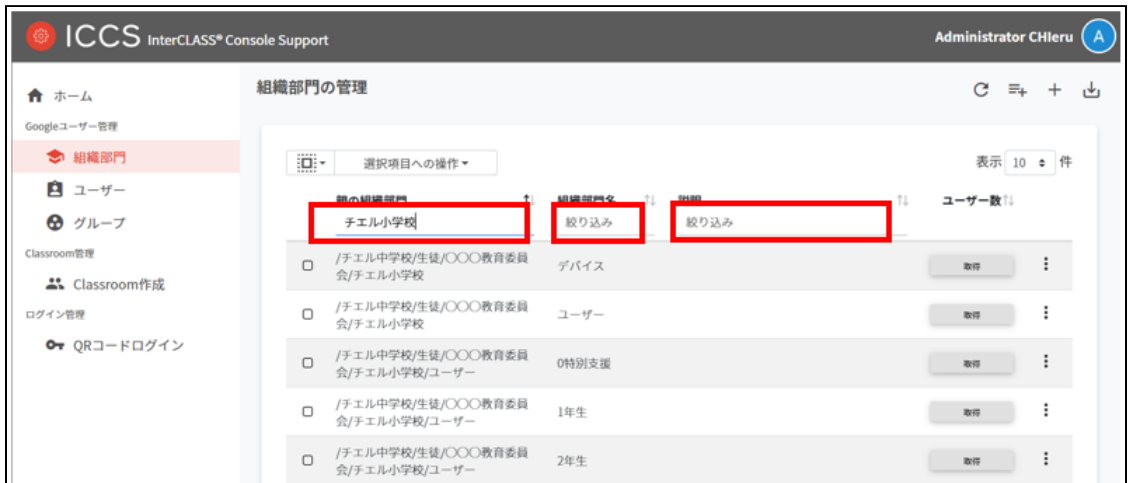 ICCS InterCLASS® Console Support
Administrator CHIeru
A
ホーム
Googleユーザー管理
組織部門
ユーザー
グループ
Classroom管理
Classroom作成
ログイン管理
QRコードログイン
組織部門の管理
選択項目への操作
表示 10 件
親の組織部門 組織部門名 説明 ユーザー数
チエル小学校 絞り込み 絞り込み
/チエル中学校/生徒/〇〇〇教育委員
会/チエル小学校
デバイス
取得
/チエル中学校/生徒/〇〇〇教育委員
会/チエル小学校
ユーザー
取得
/チエル中学校/生徒/〇〇〇教育委員
会/チエル小学校/ユーザー
0特別支援
取得
/チエル中学校/生徒/〇〇〇教育委員
会/チエル小学校/ユーザー
1年生
取得
/チエル中学校/生徒/〇〇〇教育委員
会/チエル小学校/ユーザー
2年生
取得